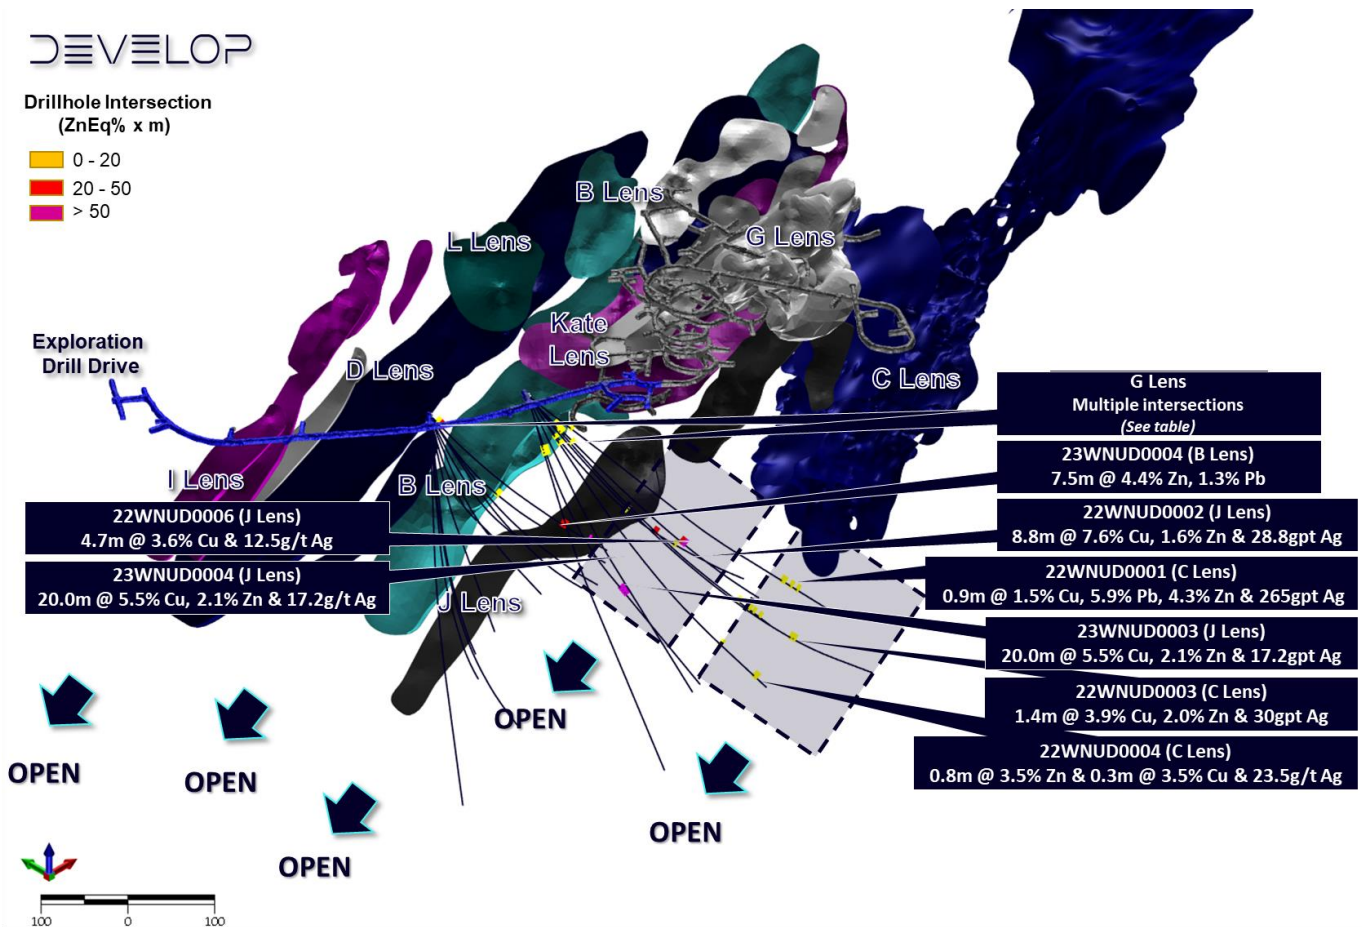 DEVELOP
Drillhole Intersection
(ZnEq% x m)
0 - 20
20 - 50
> 50
B Lens
L Lens
G Lens
Kate
Lens
Exploration
Drill Drive
D Lens
C Lens
I Lens
B Lens
J Lens
G Lens
Multiple intersections
(See table)
23WNUD0004 (B Lens)
7.5m @ 4.4% Zn, 1.3% Pb
22WNUD0006 (J Lens)
4.7m @ 3.6% Cu & 12.5g/t Ag
22WNUD0002 (J Lens)
8.8m @ 7.6% Cu, 1.6% Zn & 28.8gpt Ag
23WNUD0004 (J Lens)
20.0m @ 5.5% Cu, 2.1% Zn & 17.2g/t Ag
22WNUD0001 (C Lens)
0.9m @ 1.5% Cu, 5.9% Pb, 4.3% Zn & 265gpt Ag
23WNUD0003 (J Lens)
20.0m @ 5.5% Cu, 2.1% Zn & 17.2gpt Ag
22WNUD0003 (C Lens)
1.4m @ 3.9% Cu, 2.0% Zn & 30gpt Ag
22WNUD0004 (C Lens)
0.8m @ 3.5% Zn & 0.3m @ 3.5% Cu & 23.5g/t Ag
OPEN
OPEN
OPEN
OPEN
OPEN
100 0 100